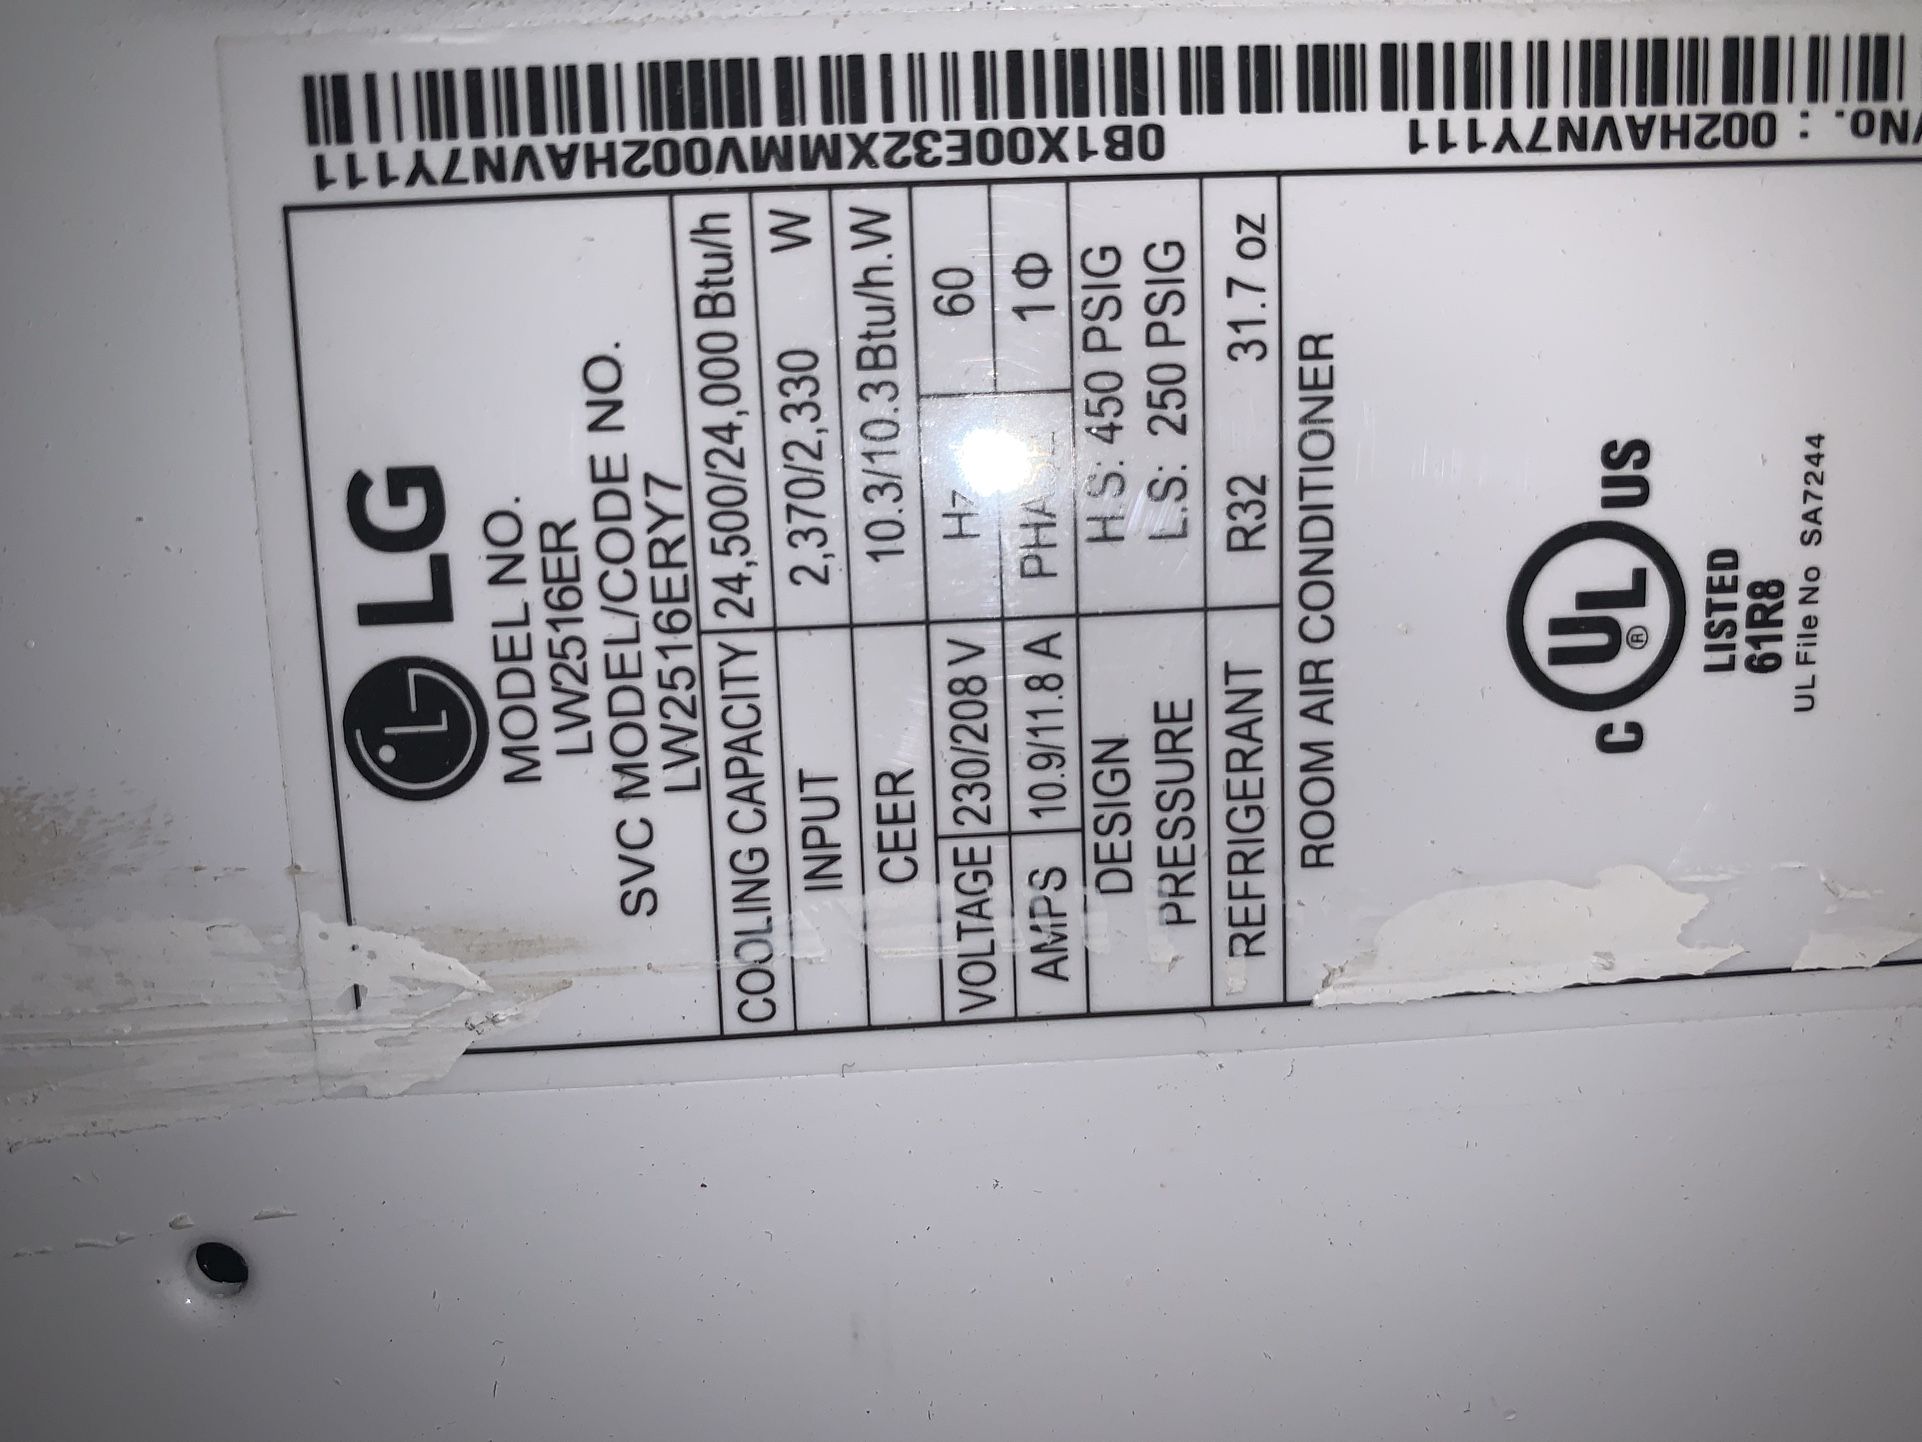 LG
MODEL NO.
LW2516ER
SVC MODEL/CODE NO.
LW2516ERY7
COOLING CAPACITY 24,500/24,000 Btu/h
INPUT 2,370/2,330 W
CEER 10.3/10.3 Btu/h.W
VOLTAGE 230/208 V Hz 60
AMPS 10.9/11.8 A PHASE 1Φ
DESIGN PRESSURE H.S: 450 PSIG
L.S: 250 PSIG
REFRIGERANT R32 31.7 oz
ROOM AIR CONDITIONER
C UL US
®
LISTED
61R8
UL File No SA7244
No. : 002HAVN7Y111
0B1X00E32XMMV002HAVN7Y111